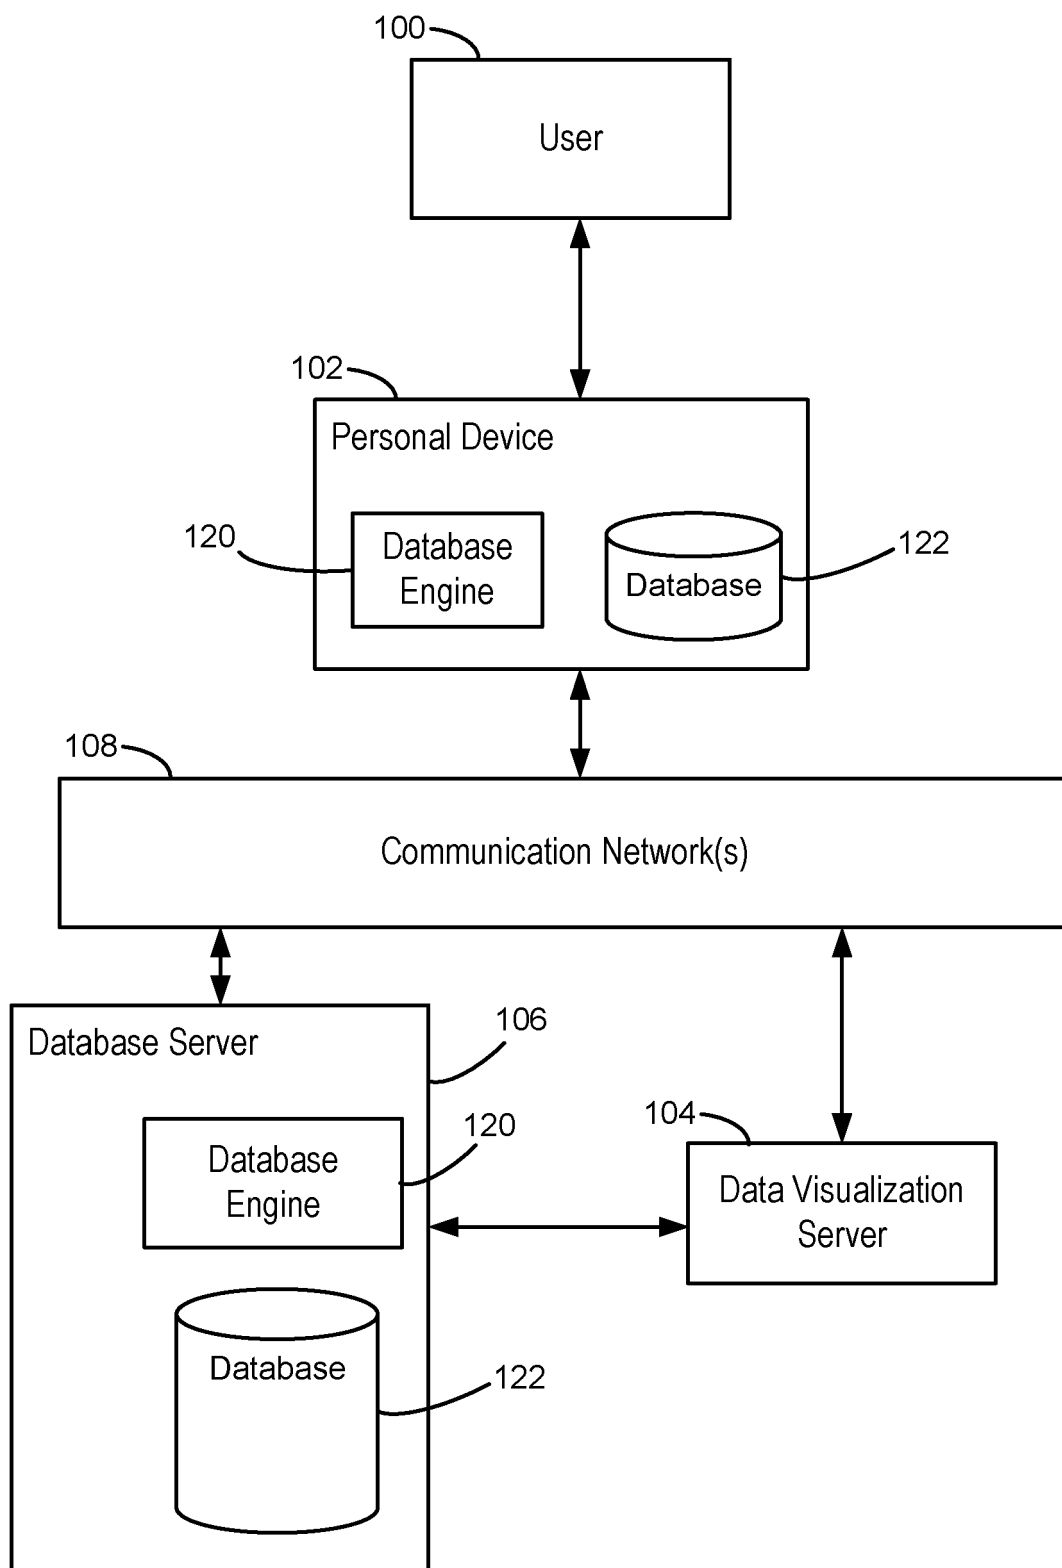 100
User
102
Personal Device
120
Database
Engine
Database
122
108
Communication Network(s)
Database Server
106
120
Database
Engine
104
Data Visualization
Server
Database
122